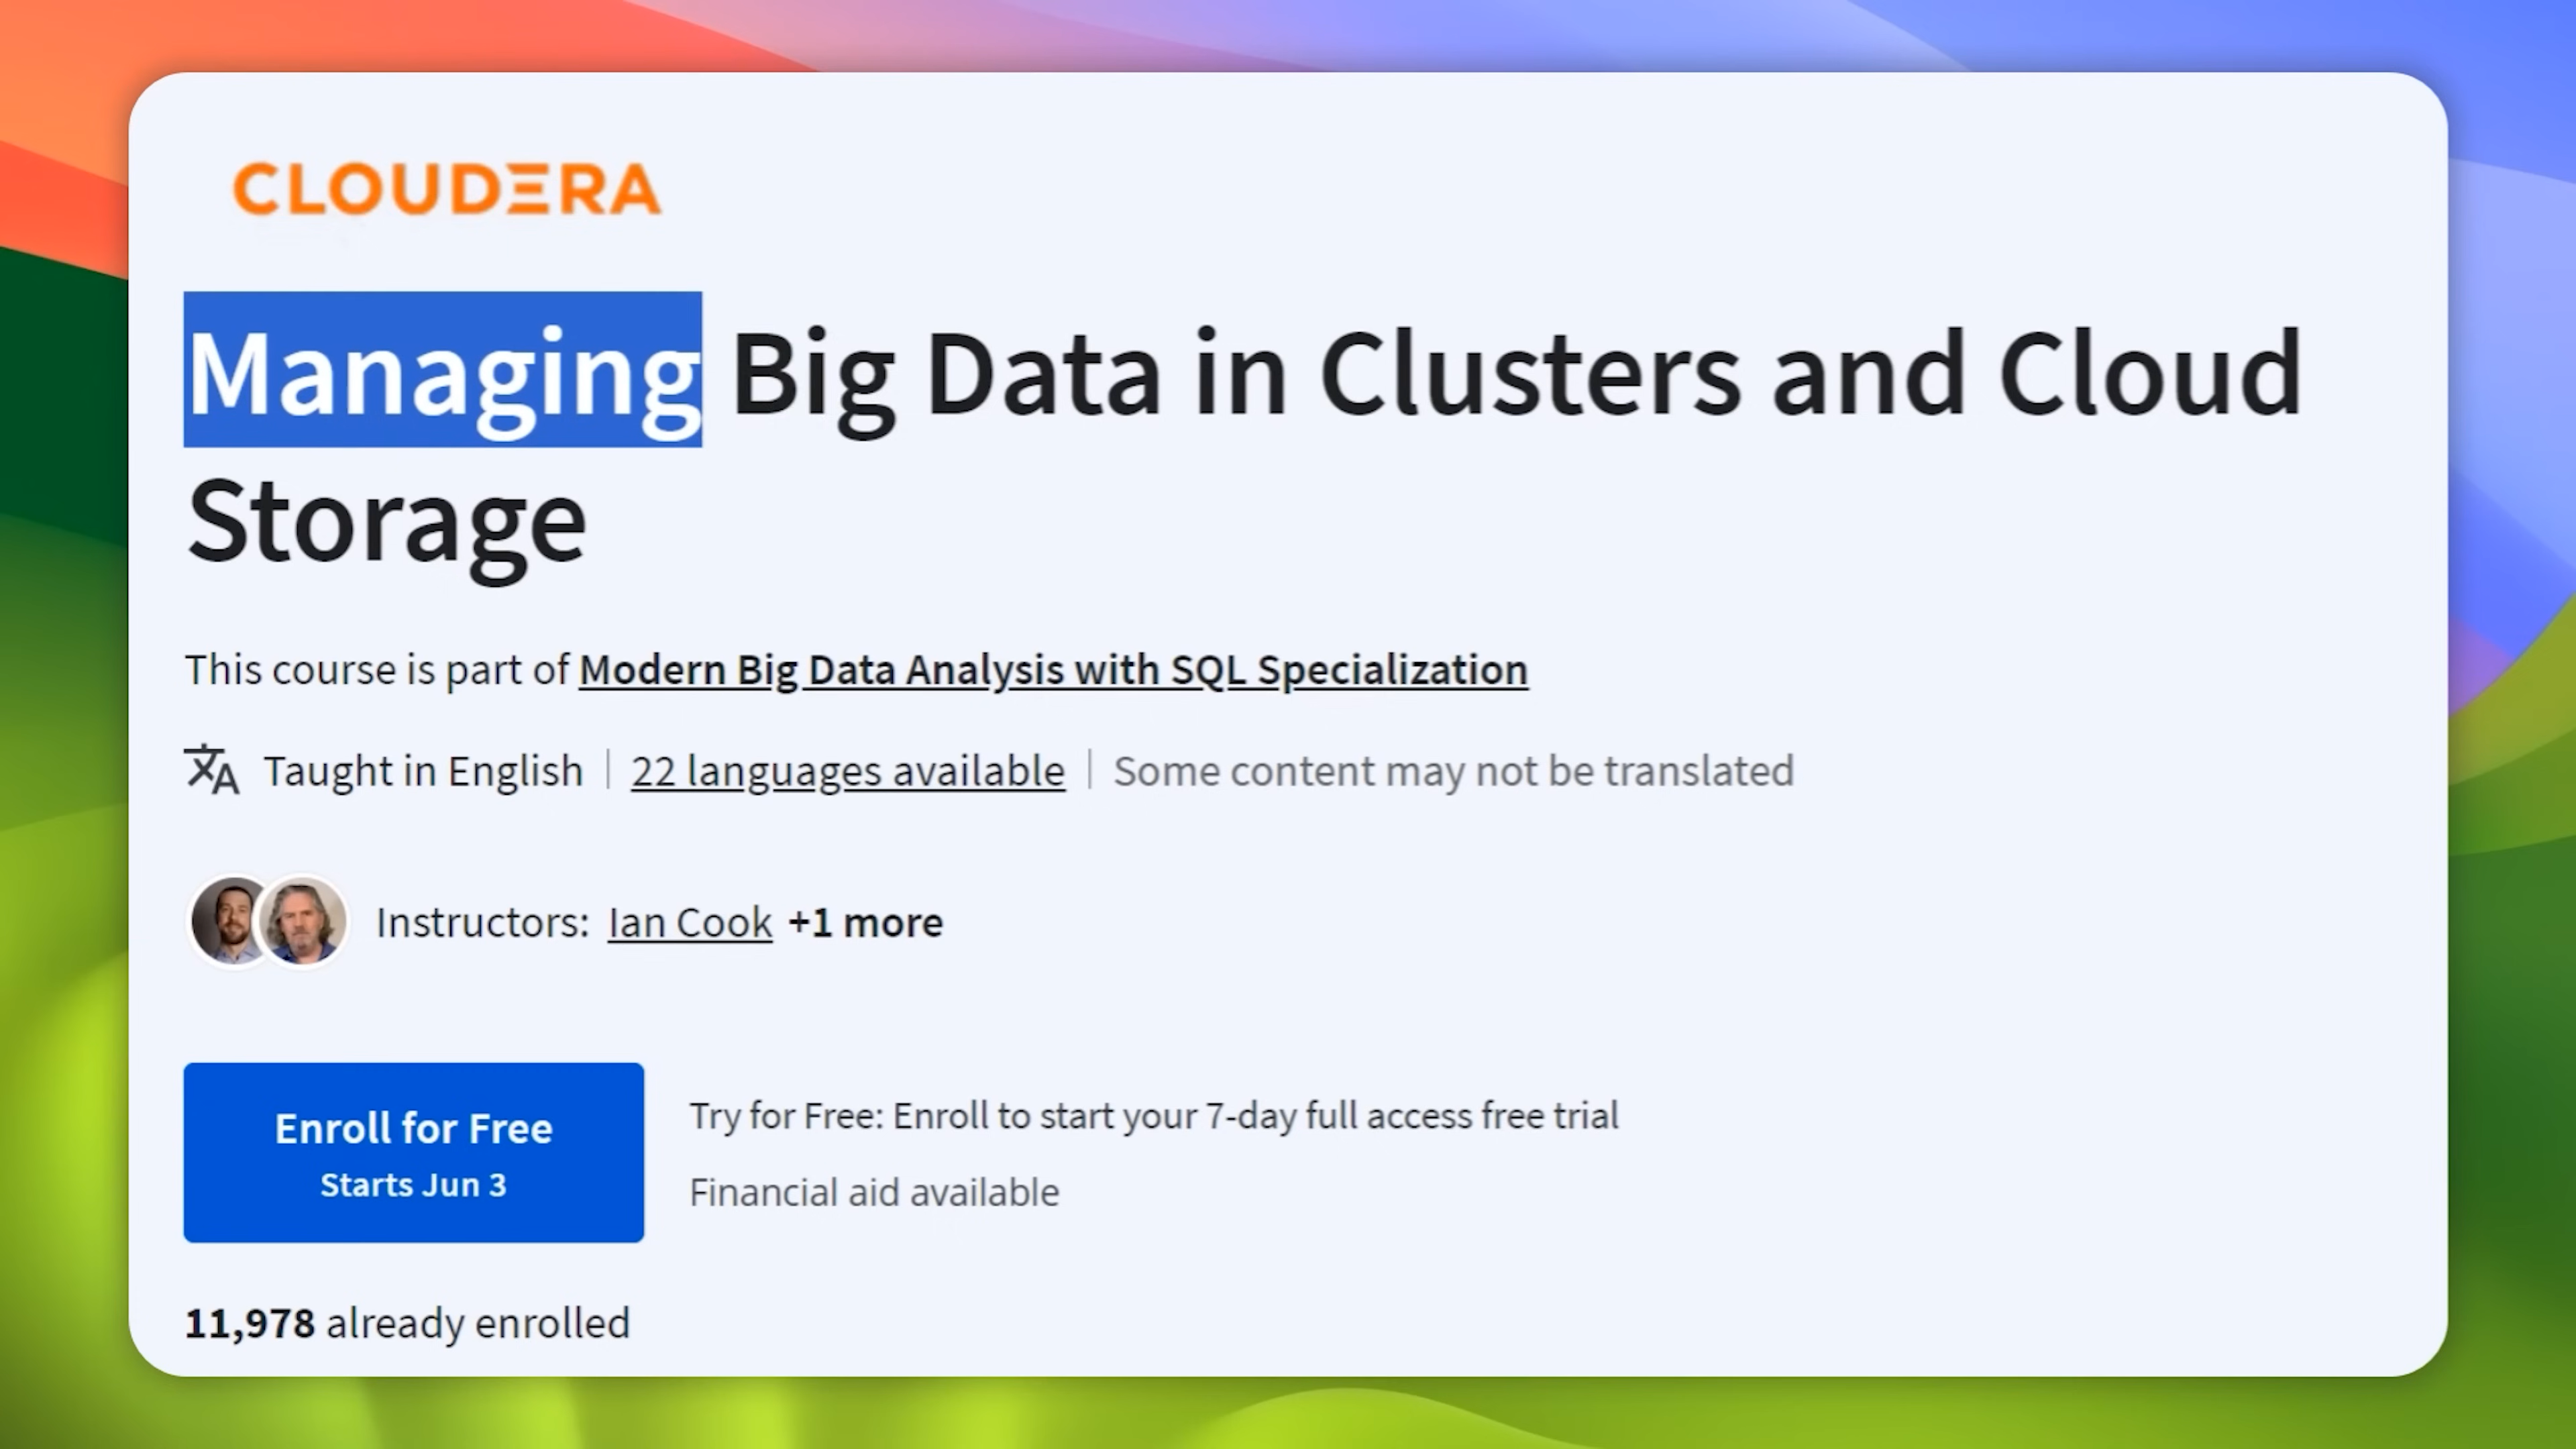 CLOUDERA
Managing Big Data in Clusters and Cloud
Storage
This course is part of Modern Big Data Analysis with SQL Specialization
Taught in English | 22 languages available | Some content may not be translated
Instructors: Ian Cook +1 more
Enroll for Free
Starts Jun 3
Try for Free: Enroll to start your 7-day full access free trial
Financial aid available
11,978 already enrolled